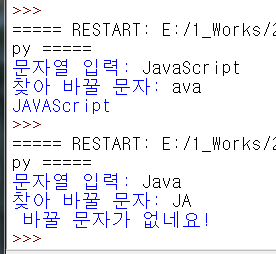 >>>
===== RESTART: E:/1_Works/2
py =====
문자열 입력: JavaScript
찾아 바꿀 문자: ava
JAVAScript
>>>
===== RESTART: E:/1_Works/2
py =====
문자열 입력: Java
찾아 바꿀 문자: JA
바꿀 문자가 없네요!
>>>